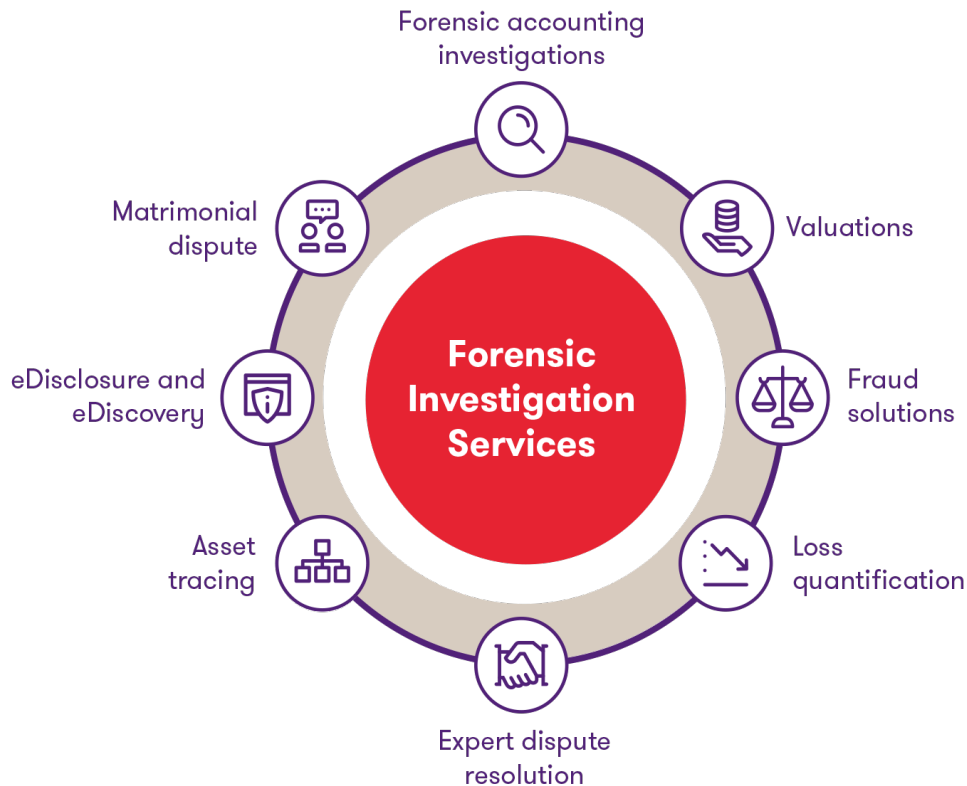 Forensic accounting
investigations
Matrimonial
dispute
Valuations
Forensic
Investigation
Services
eDisclosure and
eDiscovery
Fraud
solutions
Asset
tracing
Loss
quantification
Expert dispute
resolution